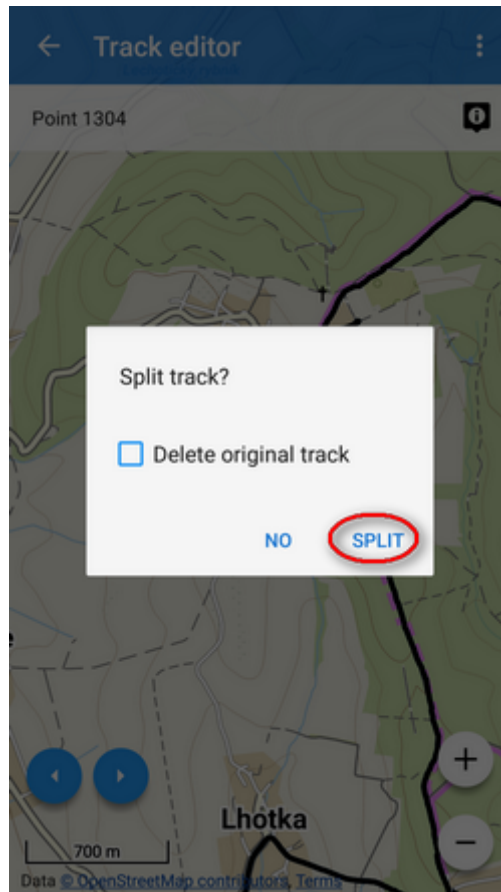 Track editor
Point 1304
Split track?
Delete original track
NO
SPLIT
Lhotka
700 m
Data © OpenStreetMap contributors, Terms